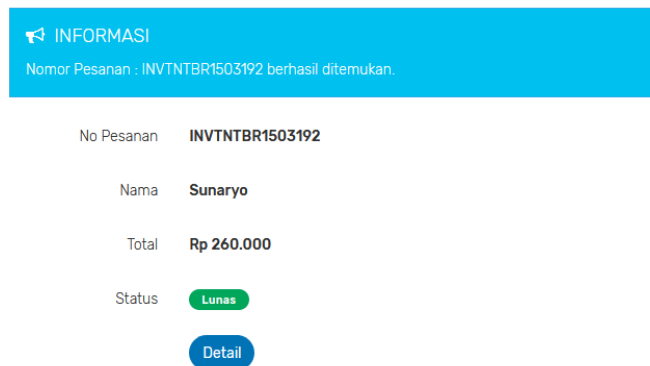 INFORMASI
Nomor Pesanan : INVTNTBR1503192 berhasil ditemukan.
No Pesanan INVTNTBR1503192
Nama Sunaryo
Total Rp 260.000
Status Lunas
Detail